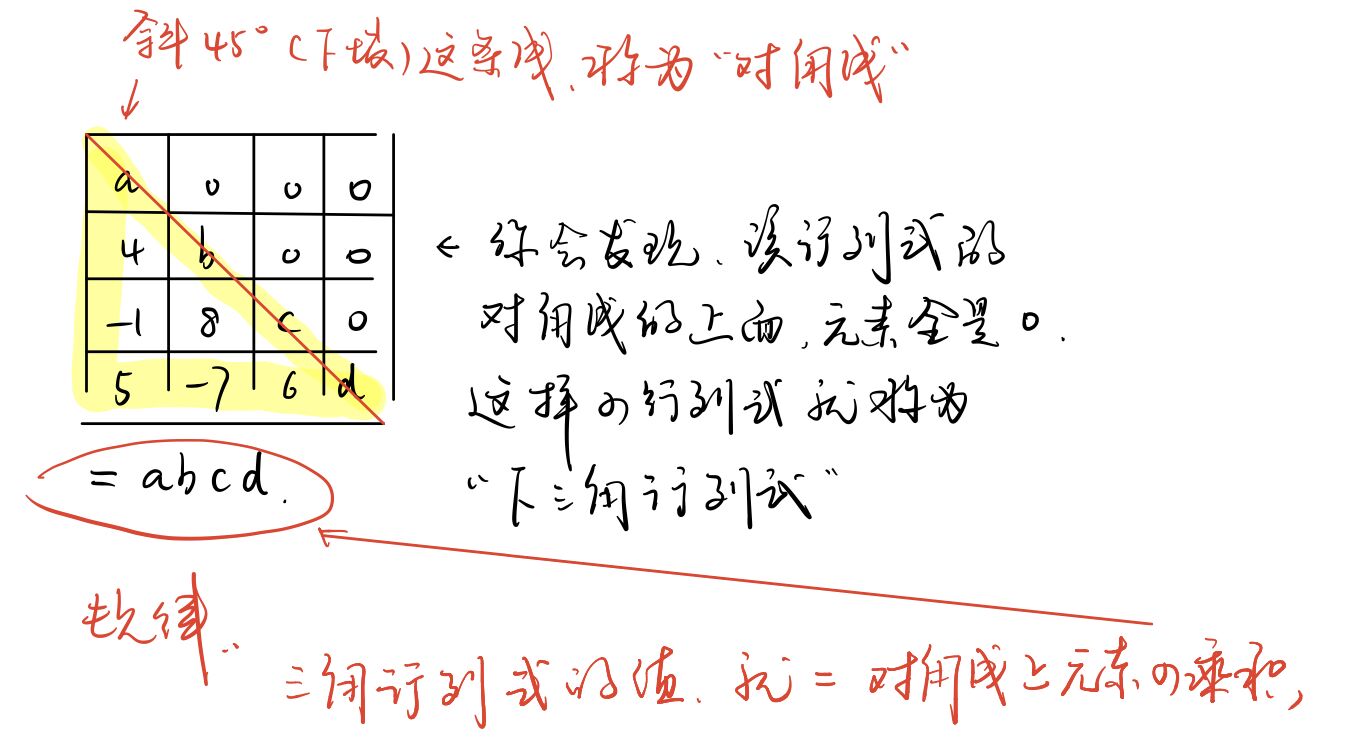 斜45°(下坡)这条线,称为“对角线”
a 0 0 0
4 b 0 0
-1 8 c 0
5 -7 6 d
= abcd.
← 你会发现、该行列式的
对角线的上面,元素全是0.
这样の行列式就称为
“下三角行列式”
规律:
三角行列式的值、就=对角线上元素の乘积,